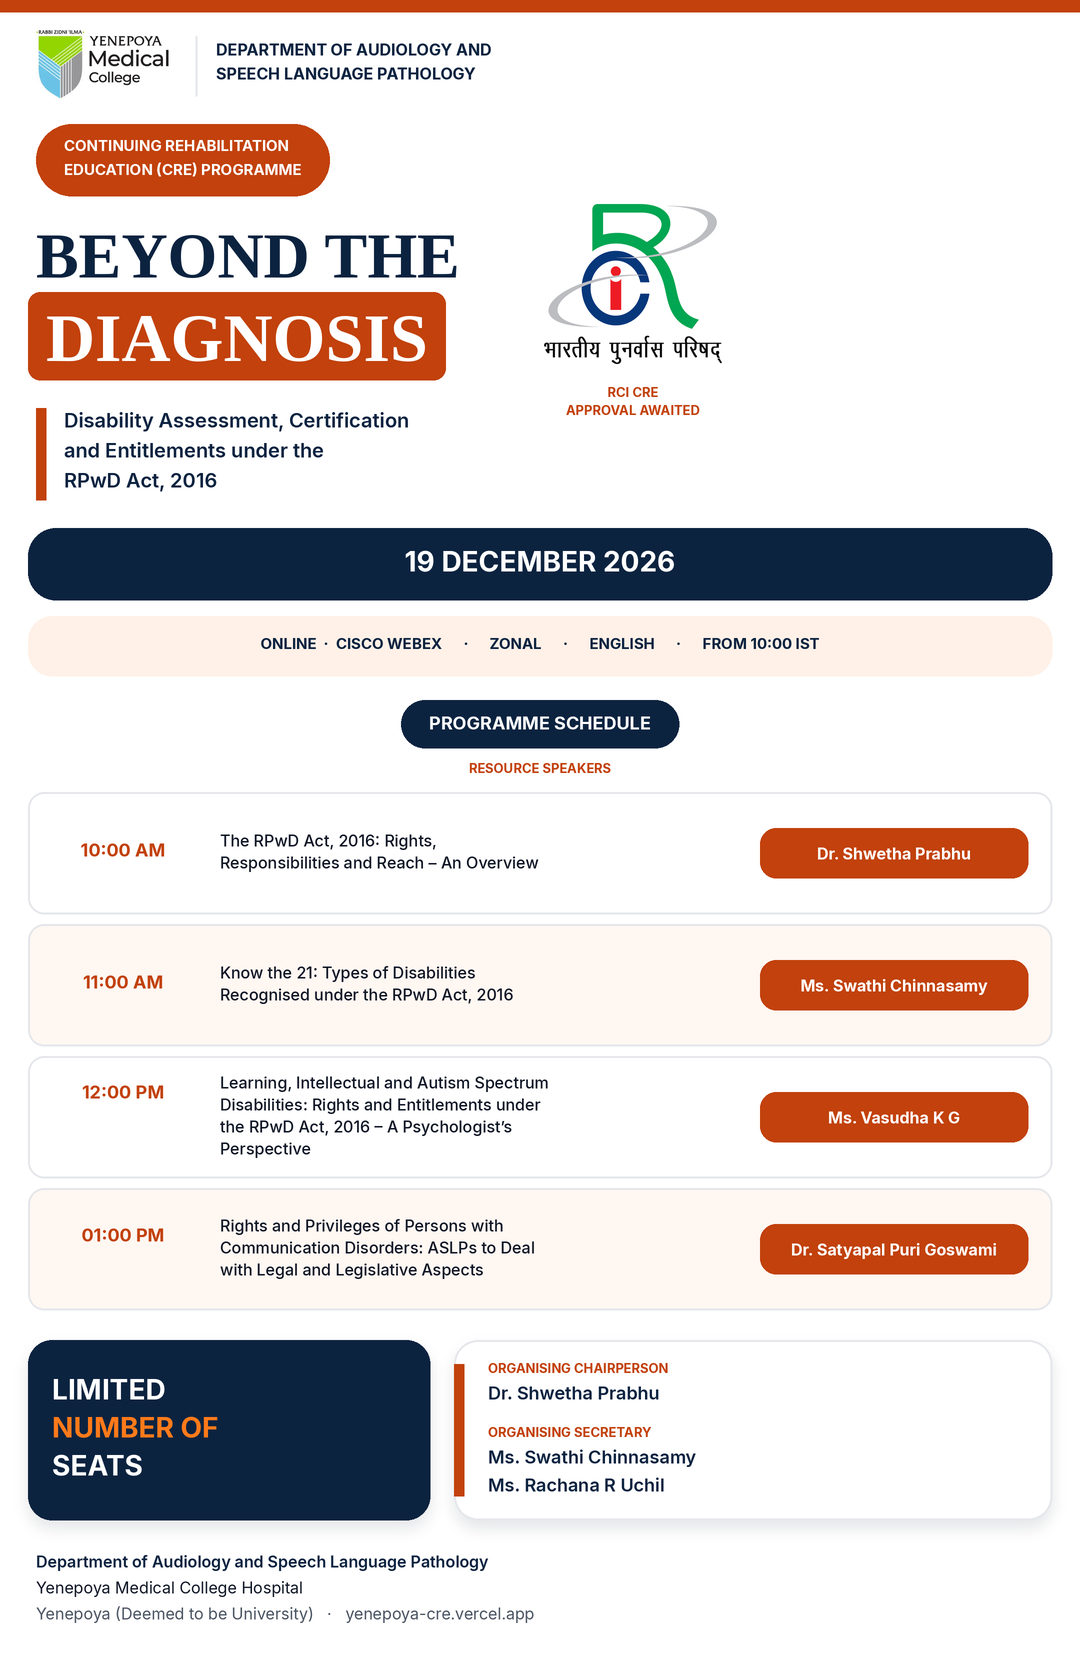 ·RABBI ZIDNI 'ILMA·
YENEPOYA
Medical
College
DEPARTMENT OF AUDIOLOGY AND
SPEECH LANGUAGE PATHOLOGY
CONTINUING REHABILITATION
EDUCATION (CRE) PROGRAMME
BEYOND THE
DIAGNOSIS
RCi
भारतीय पुनर्वास परिषद्
RCI CRE
APPROVAL AWAITED
Disability Assessment, Certification
and Entitlements under the
RPwD Act, 2016
19 DECEMBER 2026
ONLINE · CISCO WEBEX · ZONAL · ENGLISH · FROM 10:00 IST
PROGRAMME SCHEDULE
RESOURCE SPEAKERS
10:00 AM
The RPwD Act, 2016: Rights,
Responsibilities and Reach – An Overview
Dr. Shwetha Prabhu
11:00 AM
Know the 21: Types of Disabilities
Recognised under the RPwD Act, 2016
Ms. Swathi Chinnasamy
12:00 PM
Learning, Intellectual and Autism Spectrum
Disabilities: Rights and Entitlements under
the RPwD Act, 2016 – A Psychologist’s
Perspective
Ms. Vasudha K G
01:00 PM
Rights and Privileges of Persons with
Communication Disorders: ASLPs to Deal
with Legal and Legislative Aspects
Dr. Satyapal Puri Goswami
LIMITED
NUMBER OF
SEATS
ORGANISING CHAIRPERSON
Dr. Shwetha Prabhu
ORGANISING SECRETARY
Ms. Swathi Chinnasamy
Ms. Rachana R Uchil
Department of Audiology and Speech Language Pathology
Yenepoya Medical College Hospital
Yenepoya (Deemed to be University) · yenepoya-cre.vercel.app